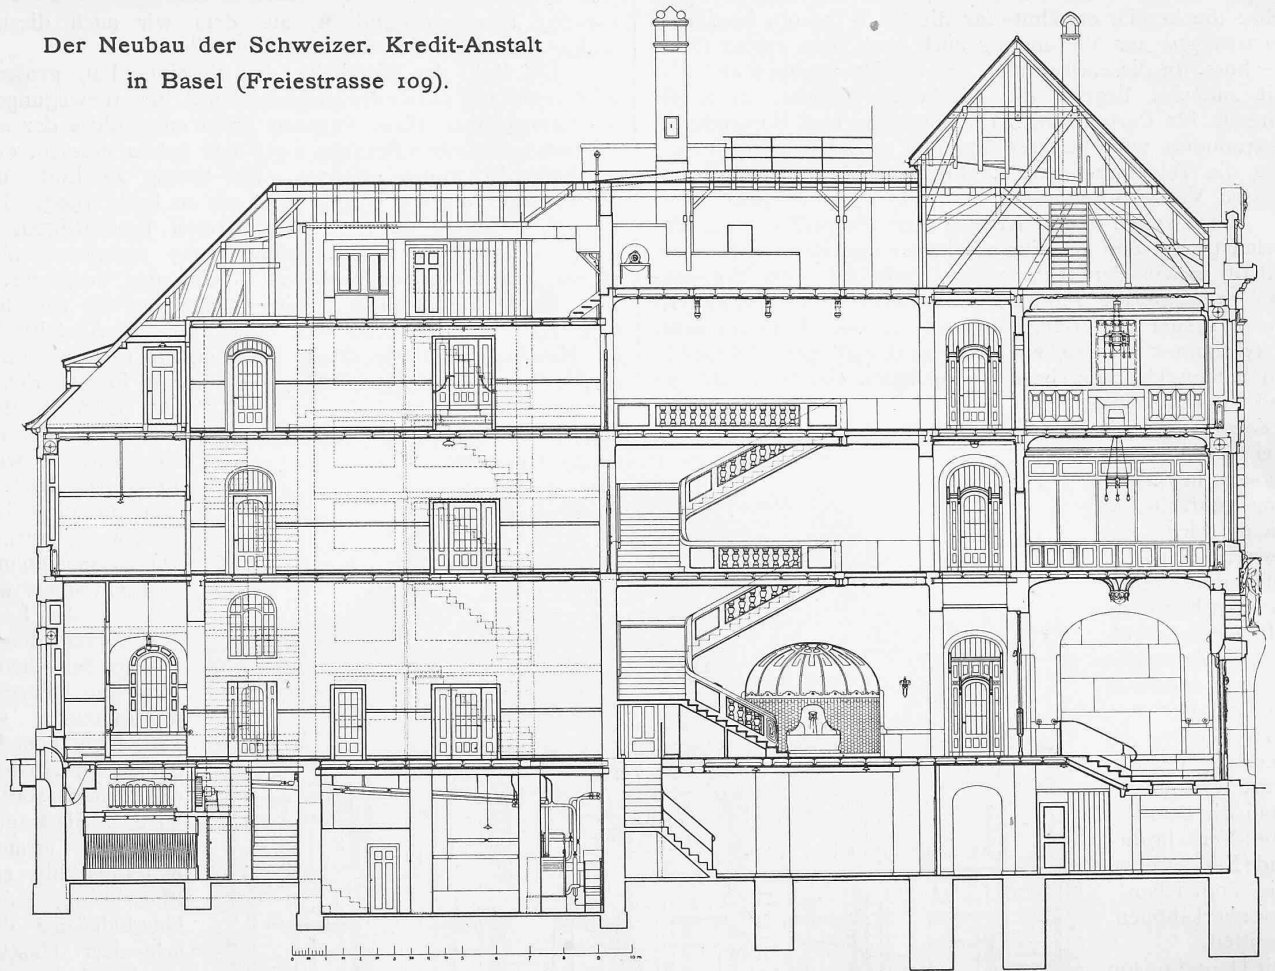 Der Neubau der Schweizer. Kredit-Anstalt
in Basel (Freiestrasse 109).